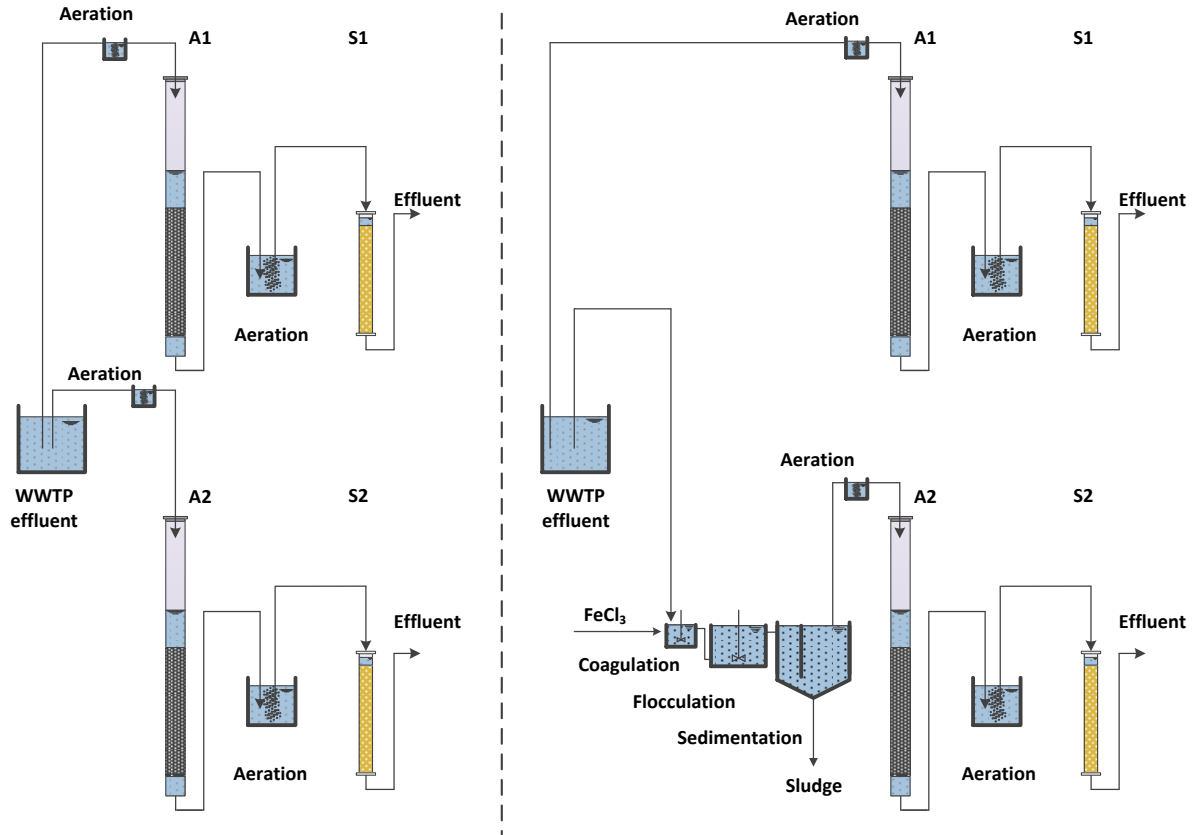 Aeration
A1
S1
Effluent
Aeration
Aeration
WWTP
effluent
A2
S2
Effluent
Aeration
Aeration
A1
S1
Effluent
Aeration
WWTP
effluent
Aeration
A2
S2
FeCl₃
Coagulation
Flocculation
Sedimentation
Sludge
Effluent
Aeration